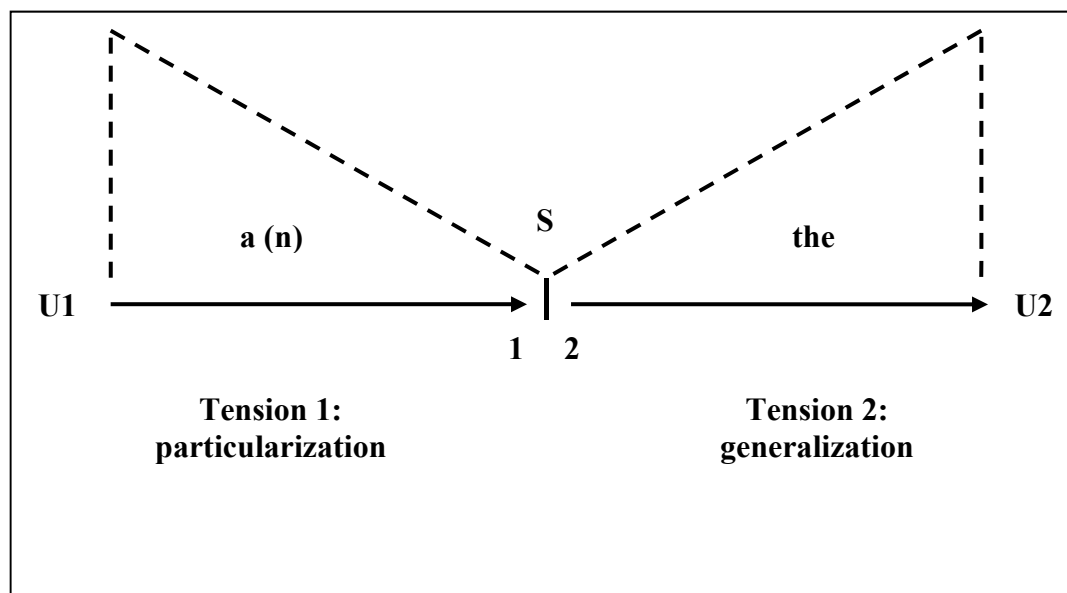 S
a (n)
the
U1
U2
1 2
Tension 1:
particularization
Tension 2:
generalization